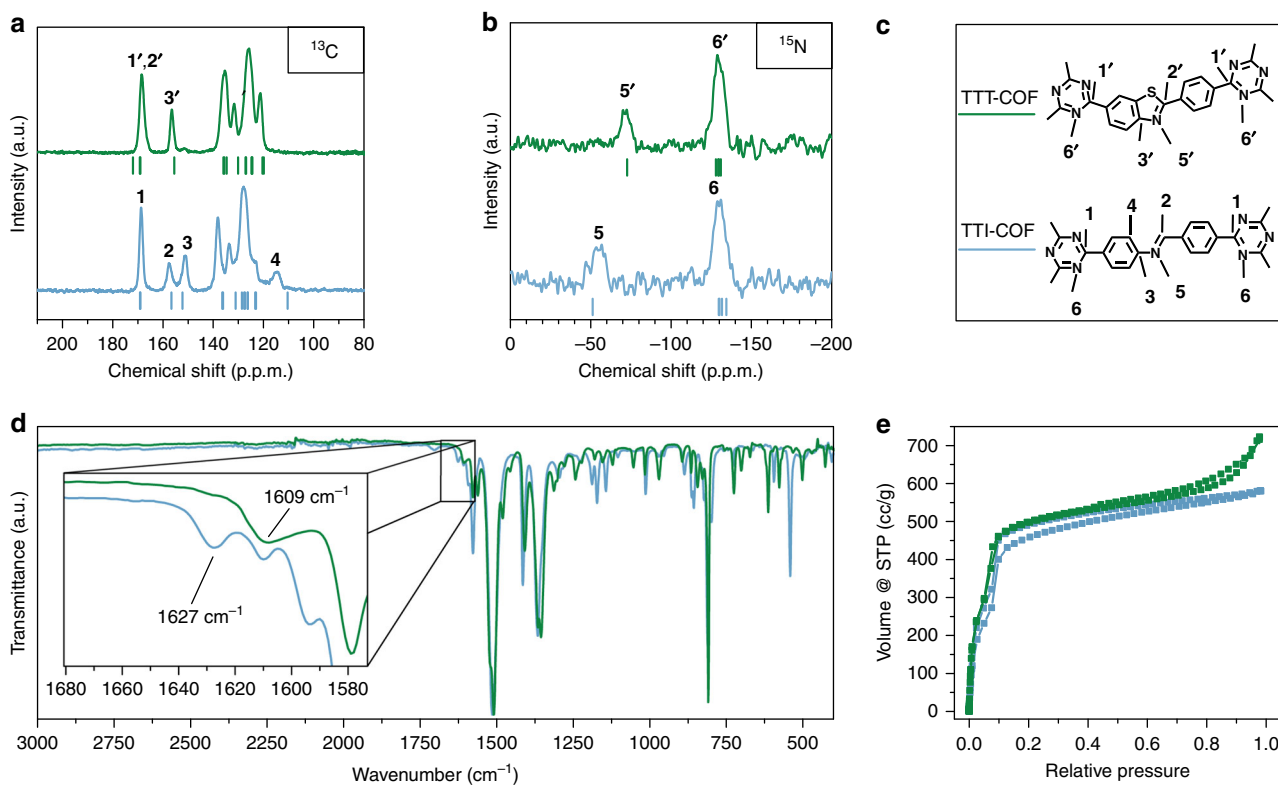 a
13C
1′,2′
3′
1
2
3
4
Intensity (a.u.)
200 180 160 140 120 100 80
Chemical shift (p.p.m.)
b
15N
6′
5′
6
5
Intensity (a.u.)
0 −50 −100 −150 −200
Chemical shift (p.p.m.)
c
TTT-COF
1′ 2′ 1′
N N S N N
N N N
6′ 3′ 5′ 6′
TTI-COF
1 4 2 1
N N N N
N N N
6 3 5 6
d
1609 cm−1
1627 cm−1
1680 1660 1640 1620 1600 1580
Transmittance (a.u.)
3000 2750 2500 2250 2000 1750 1500 1250 1000 750 500
Wavenumber (cm−1)
e
700
600
500
400
300
200
100
0
Volume @ STP (cc/g)
0.0 0.2 0.4 0.6 0.8 1.0
Relative pressure